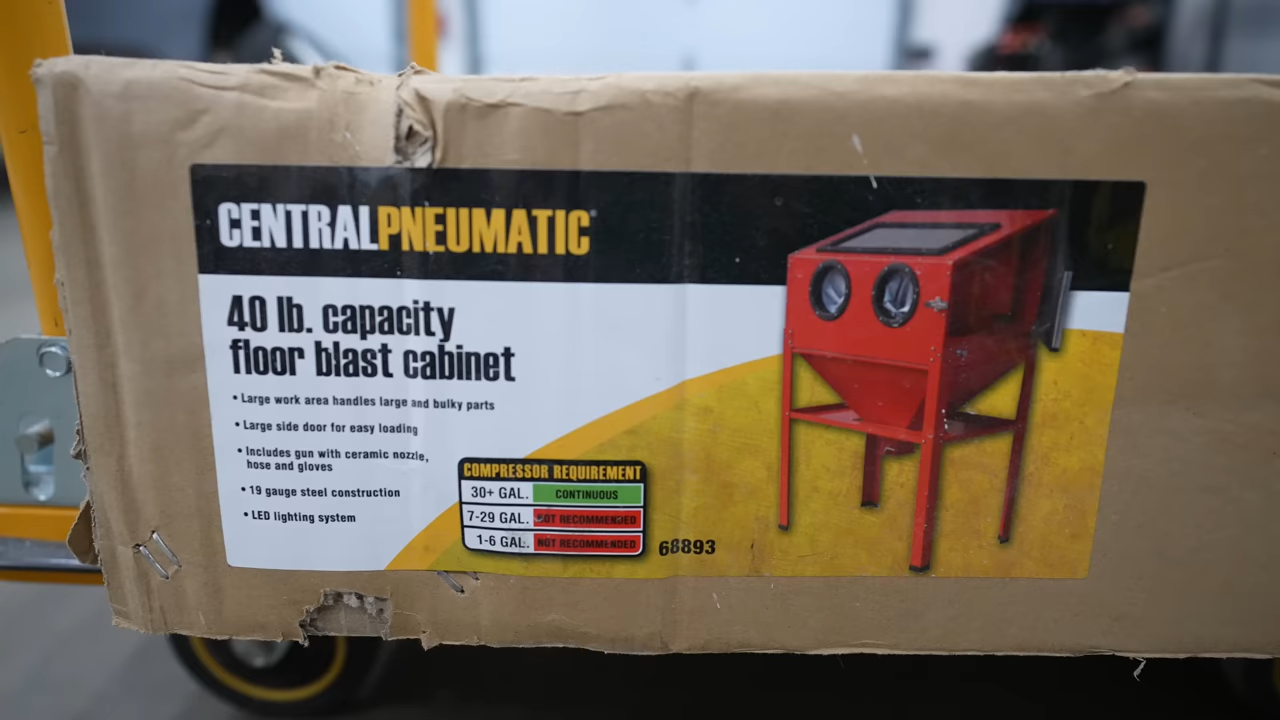 CENTRALPNEUMATIC®
40 lb. capacity
floor blast cabinet
• Large work area handles large and bulky parts
• Large side door for easy loading
• Includes gun with ceramic nozzle,
hose and gloves
• 19 gauge steel construction
• LED lighting system
COMPRESSOR REQUIREMENT
30+ GAL. CONTINUOUS
7-29 GAL. NOT RECOMMENDED
1-6 GAL. NOT RECOMMENDED
68893